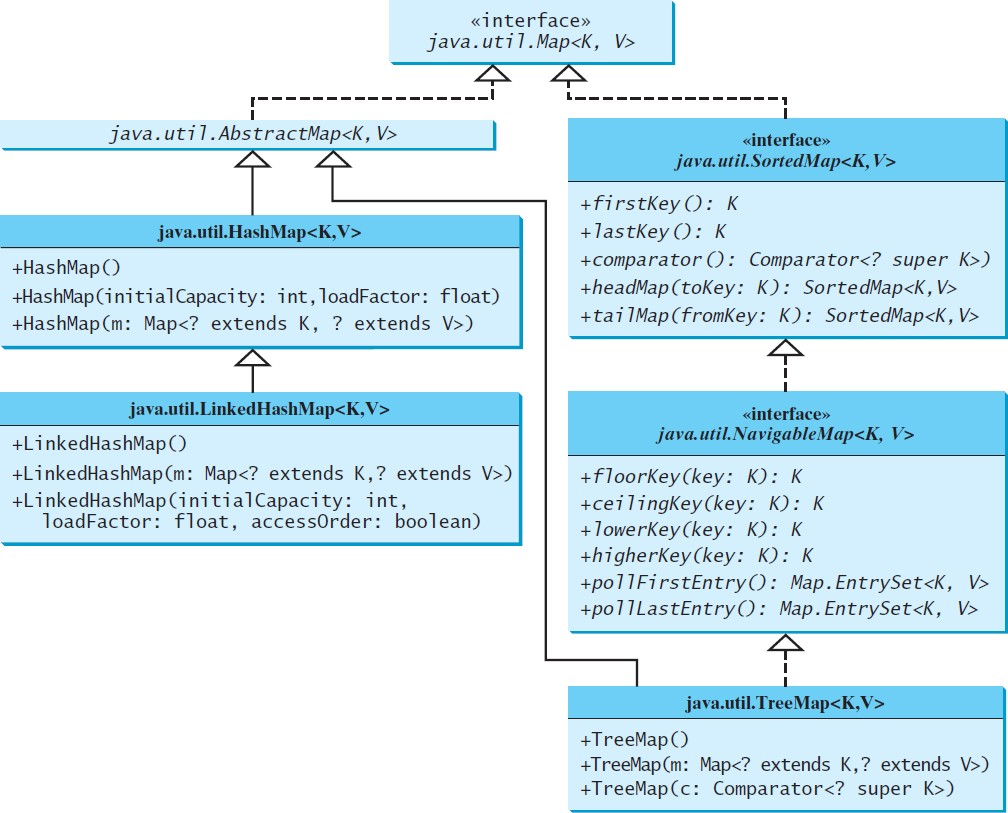 «interface»
java.util.Map<K, V>
java.util.AbstractMap<K,V>
java.util.HashMap<K,V>
+HashMap()
+HashMap(initialCapacity: int,loadFactor: float)
+HashMap(m: Map<? extends K, ? extends V>)
java.util.LinkedHashMap<K,V>
+LinkedHashMap()
+LinkedHashMap(m: Map<? extends K,? extends V>)
+LinkedHashMap(initialCapacity: int,
loadFactor: float, accessOrder: boolean)
«interface»
java.util.SortedMap<K,V>
+firstKey(): K
+lastKey(): K
+comparator(): Comparator<? super K>)
+headMap(toKey: K): SortedMap<K,V>
+tailMap(fromKey: K): SortedMap<K,V>
«interface»
java.util.NavigableMap<K, V>
+floorKey(key: K): K
+ceilingKey(key: K): K
+lowerKey(key: K): K
+higherKey(key: K): K
+pollFirstEntry(): Map.EntrySet<K, V>
+pollLastEntry(): Map.EntrySet<K, V>
java.util.TreeMap<K,V>
+TreeMap()
+TreeMap(m: Map<? extends K,? extends V>)
+TreeMap(c: Comparator<? super K>)